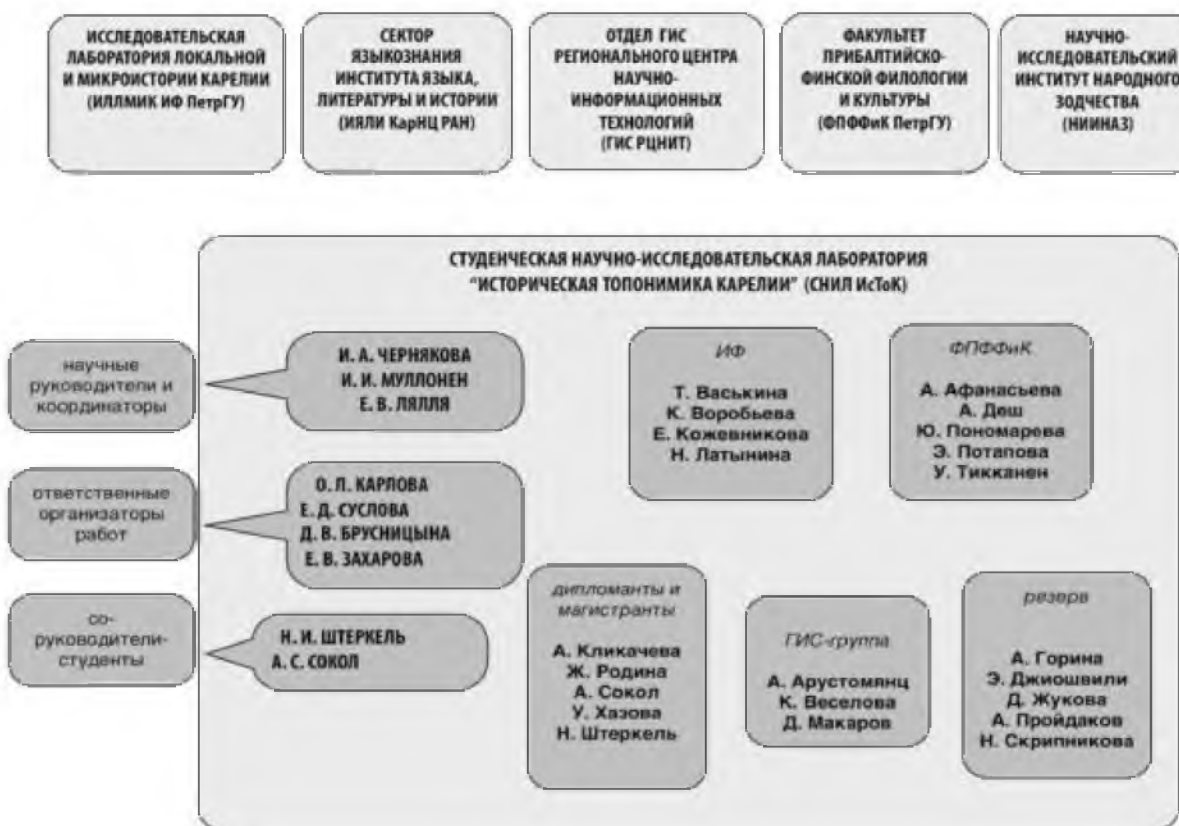 ИССЛЕДОВАТЕЛЬСКАЯ
ЛАБОРАТОРИЯ ЛОКАЛЬНОЙ
И МИКРОИСТОРИИ КАРЕЛИИ
(ИЛЛМИК ИФ ПетрГУ)
СЕКТОР
ЯЗЫКОЗНАНИЯ
ИНСТИТУТА ЯЗЫКА,
ЛИТЕРАТУРЫ И ИСТОРИИ
(ИЯЛИ КарНЦ РАН)
ОТДЕЛ ГИС
РЕГИОНАЛЬНОГО ЦЕНТРА
НАУЧНО-
ИНФОРМАЦИОННЫХ
ТЕХНОЛОГИЙ
(ГИС РЦНИТ)
ФАКУЛЬТЕТ
ПРИБАЛТИЙСКО-
ФИНСКОЙ ФИЛОЛОГИИ
И КУЛЬТУРЫ
(ФПФФиК ПетрГУ)
НАУЧНО-
ИССЛЕДОВАТЕЛЬСКИЙ
ИНСТИТУТ НАРОДНОГО
ЗОДЧЕСТВА
(НИИНАЗ)
СТУДЕНЧЕСКАЯ НАУЧНО-ИССЛЕДОВАТЕЛЬСКАЯ ЛАБОРАТОРИЯ
"ИСТОРИЧЕСКАЯ ТОПОНИМИКА КАРЕЛИИ" (СНИЛ ИсТоК)
научные
руководители и
координаторы
И. А. ЧЕРНЯКОВА
И. И. МУЛЛОНЕН
Е. В. ЛЯЛЛЯ
ИФ
Т. Васькина
К. Воробьева
Е. Кожевникова
Н. Латынина
ФПФФиК
А. Афанасьева
А. Деш
Ю. Пономарева
Э. Потапова
У. Тикканен
ответственные
организаторы
работ
О. Л. КАРЛОВА
Е. Д. СУСЛОВА
Д. В. БРУСНИЦЫНА
Е. В. ЗАХАРОВА
со-
руководители-
студенты
Н. И. ШТЕРКЕЛЬ
А. С. СОКОЛ
дипломанты и
магистранты
А. Кликачева
Ж. Родина
А. Сокол
У. Хазова
Н. Штеркель
ГИС-группа
А. Арустомянц
К. Веселова
Д. Макаров
резерв
А. Горина
Э. Джиошвили
Д. Жукова
А. Пройдаков
Н. Скрипникова